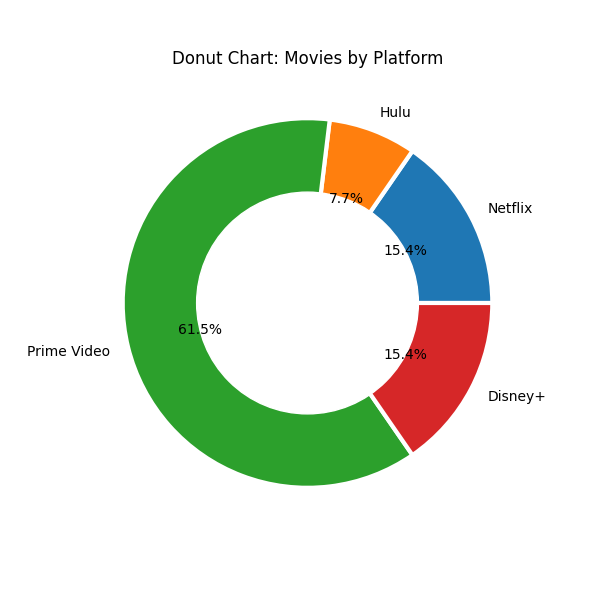 Donut Chart: Movies by Platform
Hulu
7.7%
Netflix
15.4%
61.5%
Prime Video
15.4%
Disney+